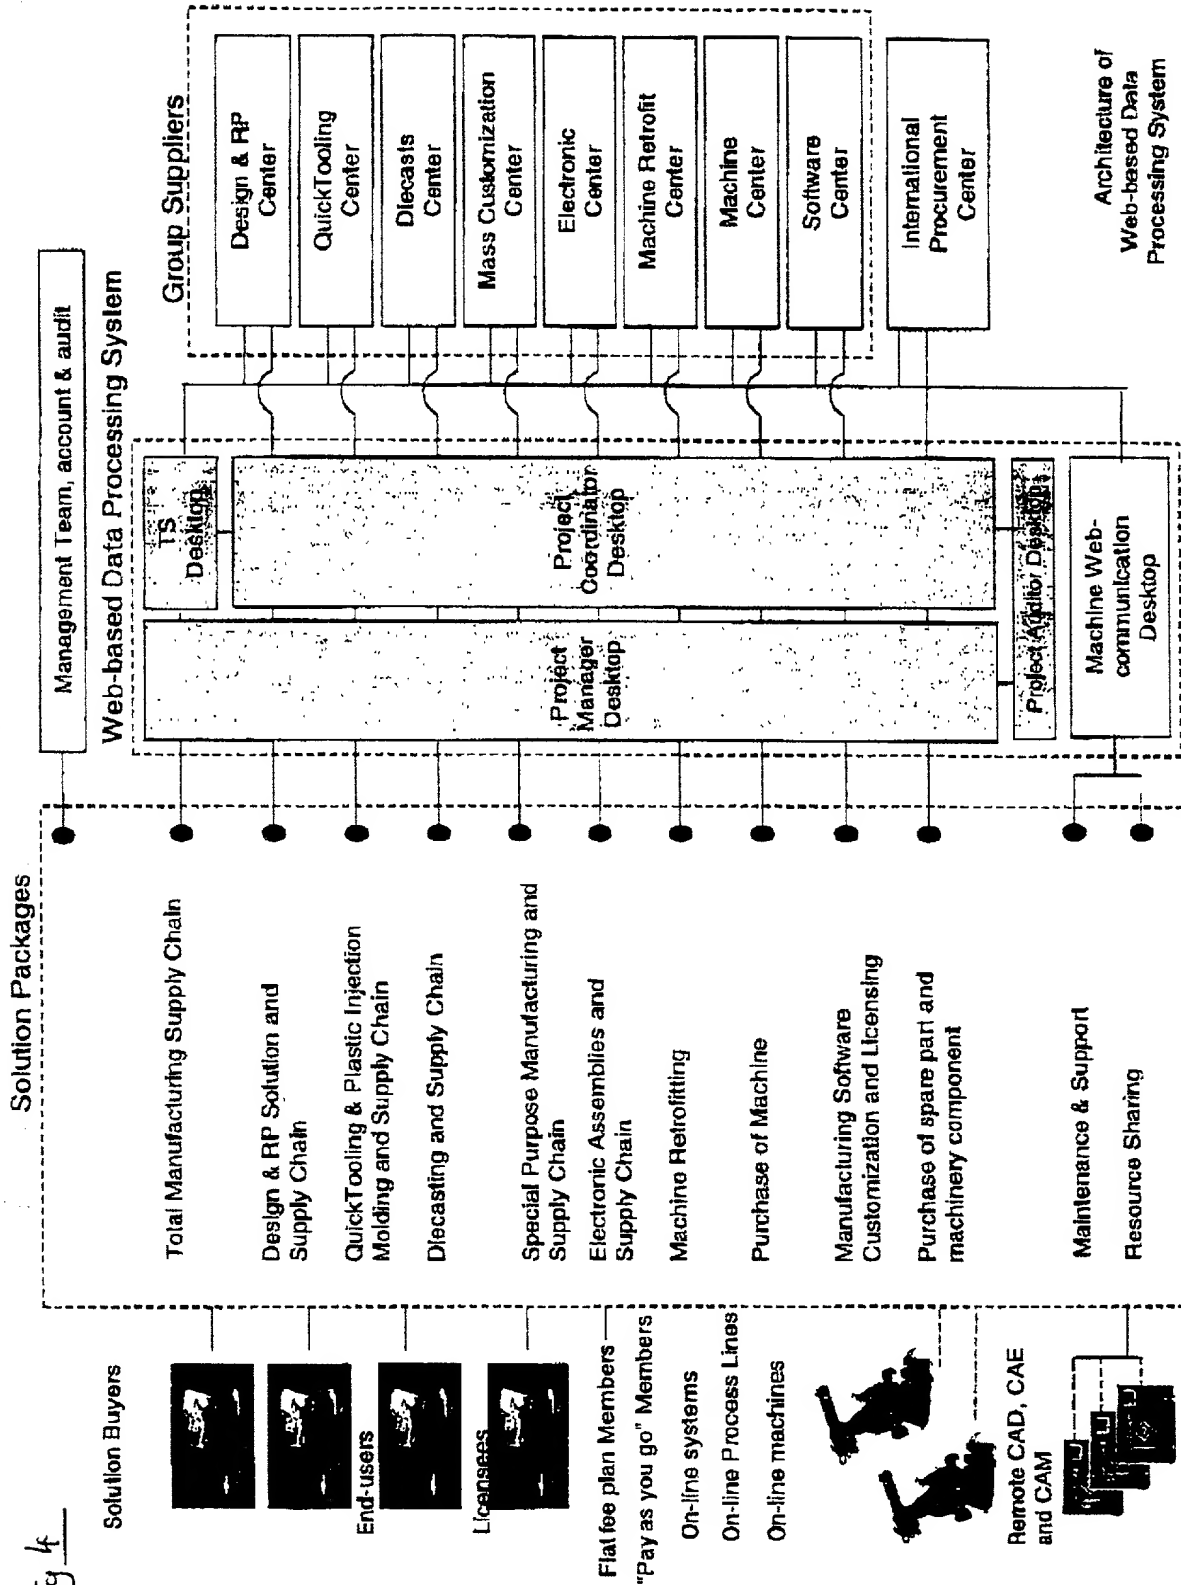 Fig 4
Solution Packages
Solution Buyers
End-users
Licensees
Flat fee plan Members
"Pay as you go" Members
On-line systems
On-line Process Lines
On-line machines
Remote CAD, CAE
and CAM
Total Manufacturing Supply Chain
Design & RP Solution and
Supply Chain
QuickTooling & Plastic Injection
Molding and Supply Chain
Diecasting and Supply Chain
Special Purpose Manufacturing and
Supply Chain
Electronic Assemblies and
Supply Chain
Machine Retrofitting
Purchase of Machine
Manufacturing Software
Customization and Licensing
Purchase of spare part and
machinery component
Maintenance & Support
Resource Sharing
Management Team, account & audit
Web-based Data Processing System
Project
Manager
Desktop
TS
Desktop
Project
Coordinator
Desktop
Project Auditor Desktop
Machine Web-
communication
Desktop
Group Suppliers
Design & RP
Center
QuickTooling
Center
Diecasts
Center
Mass Customization
Center
Electronic
Center
Machine Retrofit
Center
Machine
Center
Software
Center
International
Procurement
Center
Architecture of
Web-based Data
Processing System